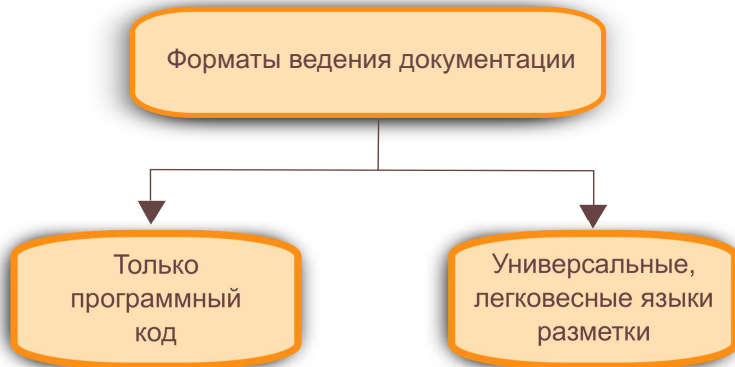 Форматы ведения документации
Только
программный
код
Универсальные,
легковесные языки
разметки